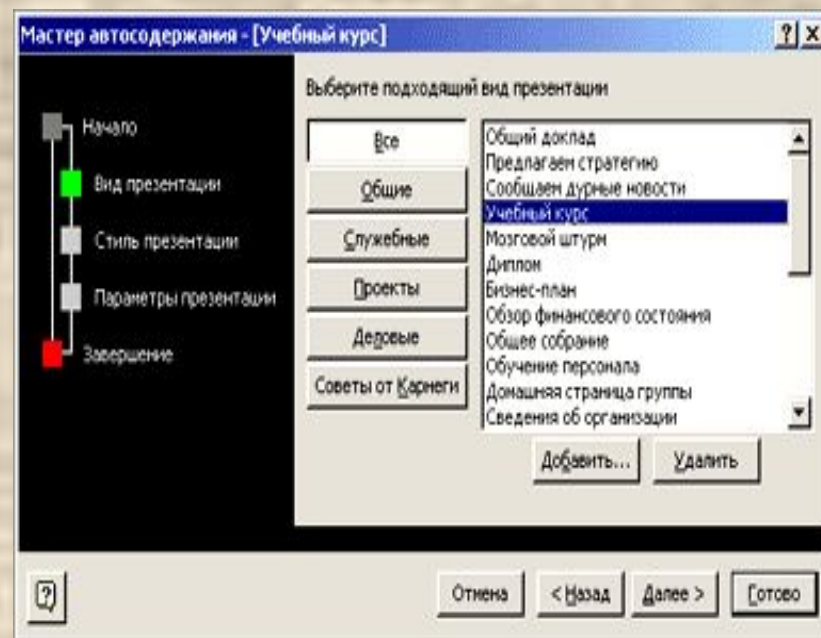 Мастер автосодержания - [Учебный курс]
Начало
Вид презентации
Стиль презентации
Параметры презентации
Завершение
Выберите подходящий вид презентации
Все
Общие
Служебные
Проекты
Деловые
Советы от Карнеги
Общий доклад
Предлагаем стратегию
Сообщаем дурные новости
Учебный курс
Мозговой штурм
Диплом
Бизнес-план
Обзор финансового состояния
Общее собрание
Обучение персонала
Домашняя страница группы
Сведения об организации
Добавить...
Удалить
Отмена
< Назад
Далее >
Готово